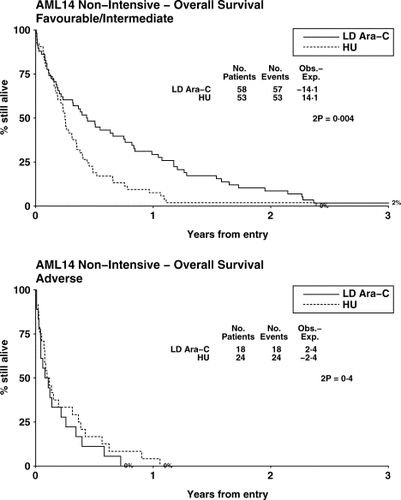 AML14 Non–Intensive – Overall Survival
Favourable/Intermediate
LD Ara–C
HU
No. Patients No. Events Obs.– Exp.
LD Ara–C 58 57 –14·1
HU 53 53 14·1
2P = 0·004
% still alive
100
75
50
25
0
0%
2%
0 1 2 3
Years from entry
AML14 Non–Intensive – Overall Survival
Adverse
LD Ara–C
HU
No. Patients No. Events Obs.– Exp.
LD Ara–C 18 18 2·4
HU 24 24 –2·4
2P = 0·4
% still alive
100
75
50
25
0
0% 0%
0 1 2 3
Years from entry